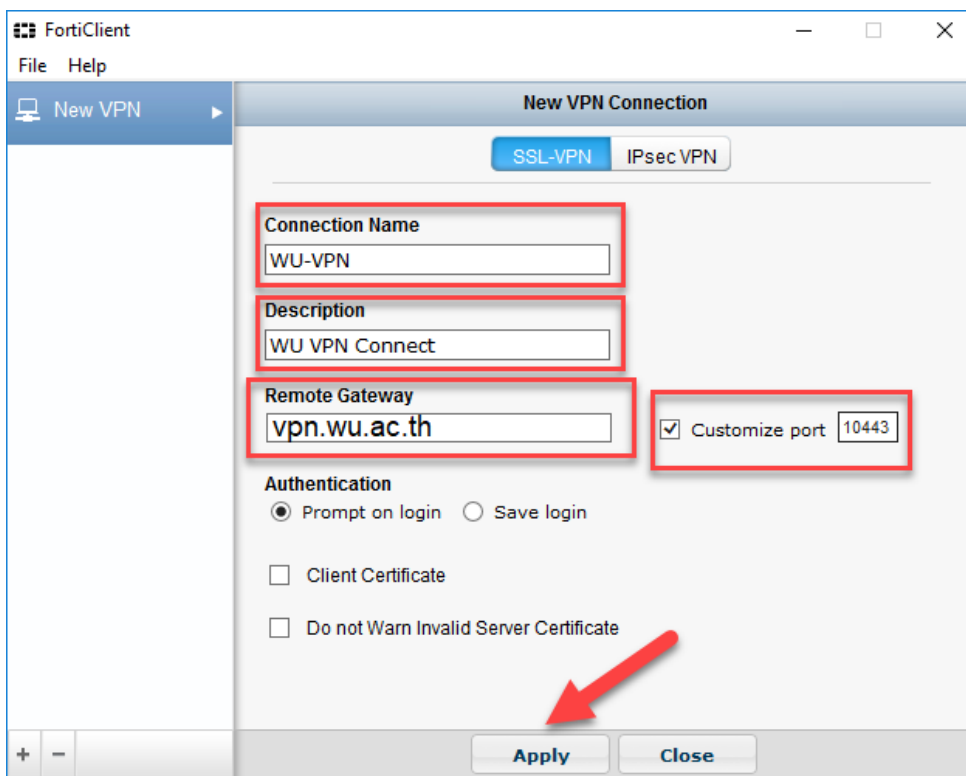 FortiClient
File Help
New VPN
New VPN Connection
SSL-VPN IPsec VPN
Connection Name
WU-VPN
Description
WU VPN Connect
Remote Gateway
vpn.wu.ac.th
Customize port 10443
Authentication
Prompt on login Save login
Client Certificate
Do not Warn Invalid Server Certificate
Apply Close